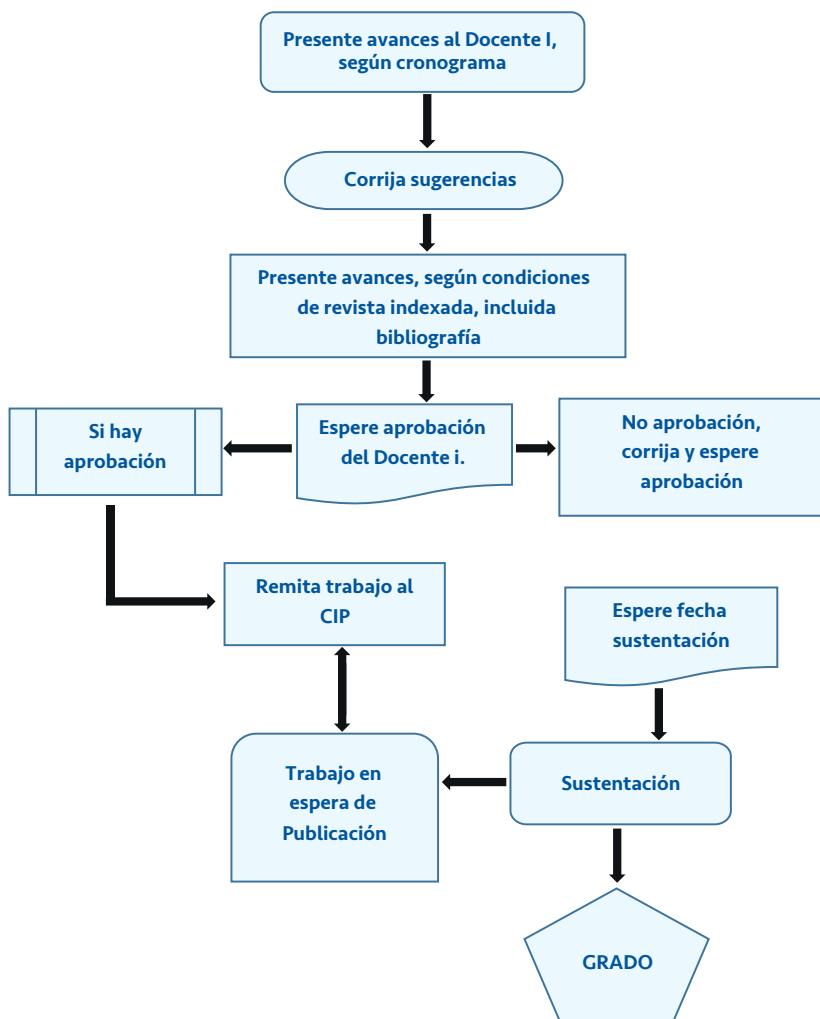 Presente avances al Docente I,
según cronograma
Corrija sugerencias
Presente avances, según condiciones
de revista indexada, incluida
bibliografía
Si hay
aprobación
Espere aprobación
del Docente i.
No aprobación,
corrija y espere
aprobación
Remita trabajo al
CIP
Espere fecha
sustentación
Trabajo en
espera de
Publicación
Sustentación
GRADO